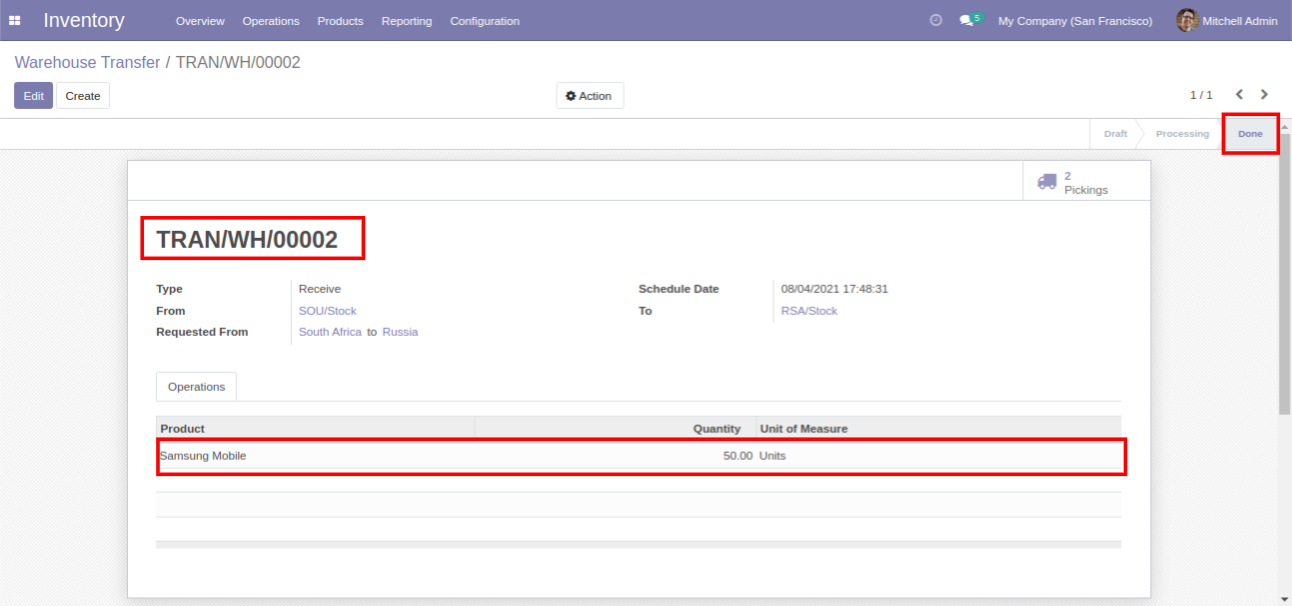 Inventory Overview Operations Products Reporting Configuration 5 My Company (San Francisco) Mitchell Admin
Warehouse Transfer / TRAN/WH/00002
Edit Create Action 1 / 1
Draft Processing Done
2
Pickings
TRAN/WH/00002
Type Receive Schedule Date 08/04/2021 17:48:31
From SOU/Stock To RSA/Stock
Requested From South Africa to Russia
Operations
Product Quantity Unit of Measure
Samsung Mobile 50.00 Units